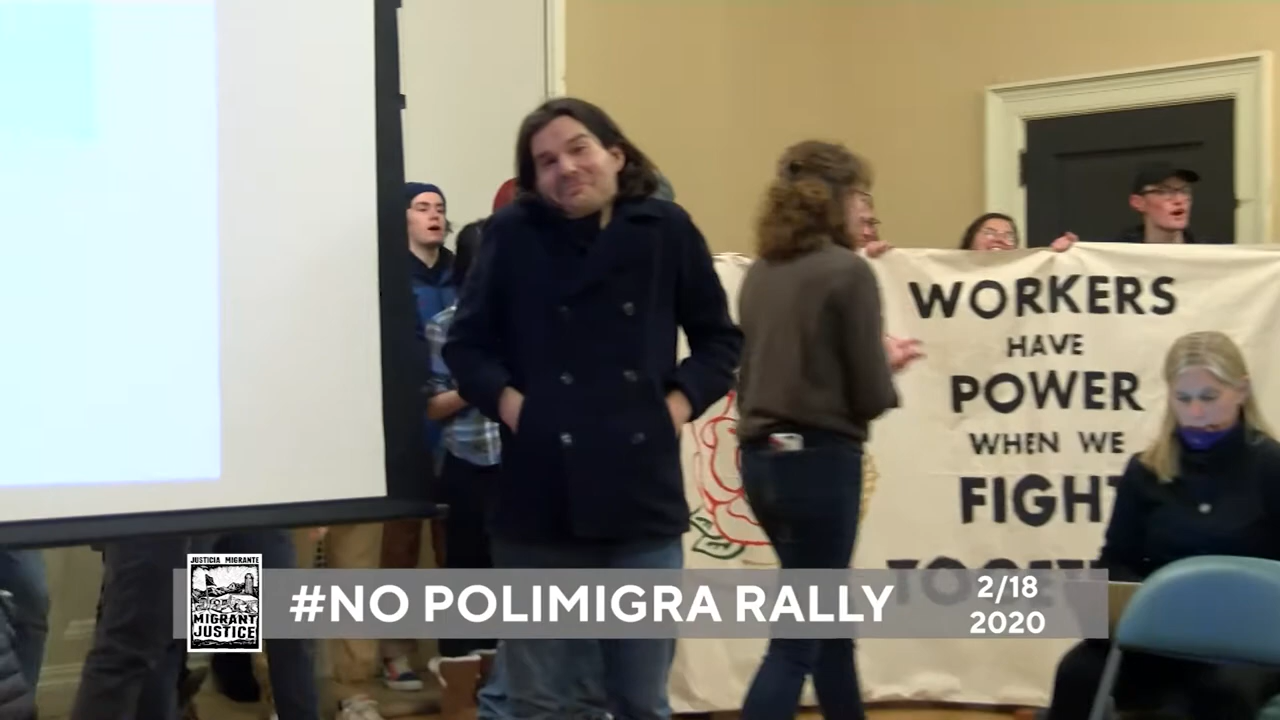 WORKERS
HAVE
POWER
WHEN WE
FIGHT
JUSTICIA MIGRANTE
MIGRANT
JUSTICE
#NO POLIMIGRA RALLY
2/18
2020